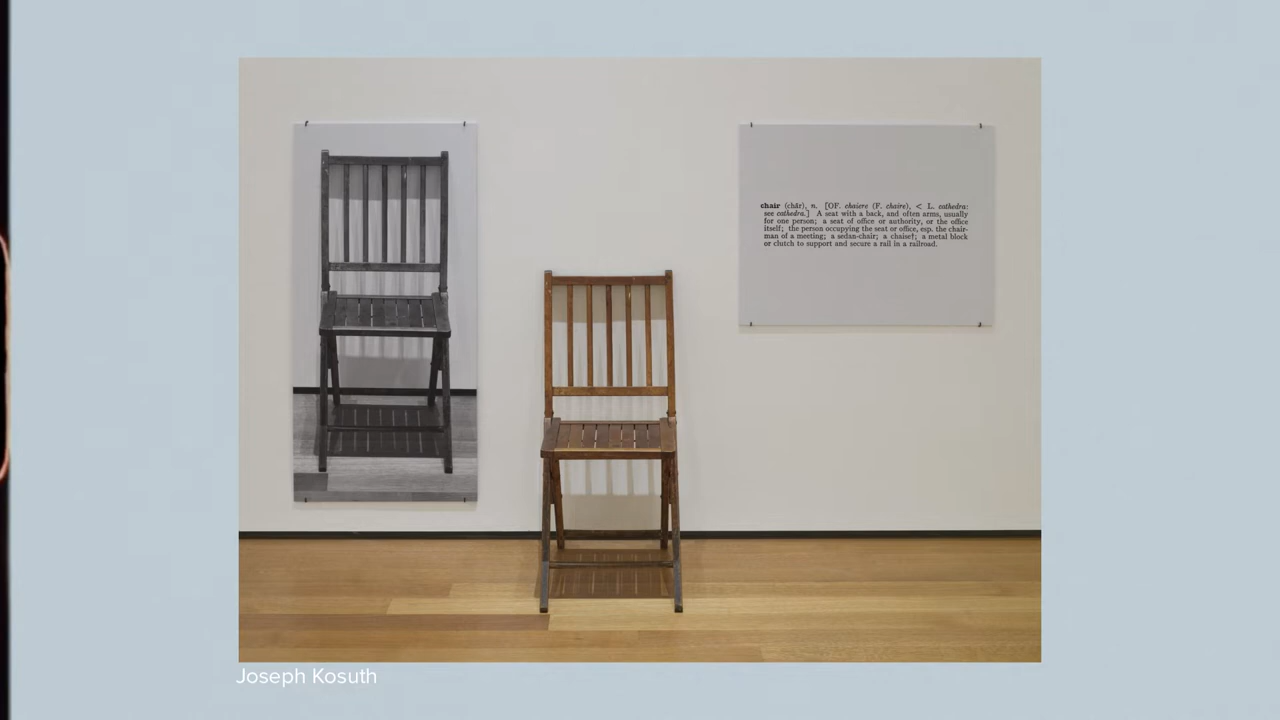 chair (châr), n. [OF. chaiere (F. chaire), < L. cathedra:
see cathedra.] A seat with a back, and often arms, usually
for one person; a seat of office or authority, or the office
itself; the person occupying the seat or office, esp. the chair-
man of a meeting; a sedan-chair; a chaise†; a metal block
or clutch to support and secure a rail in a railroad.
Joseph Kosuth